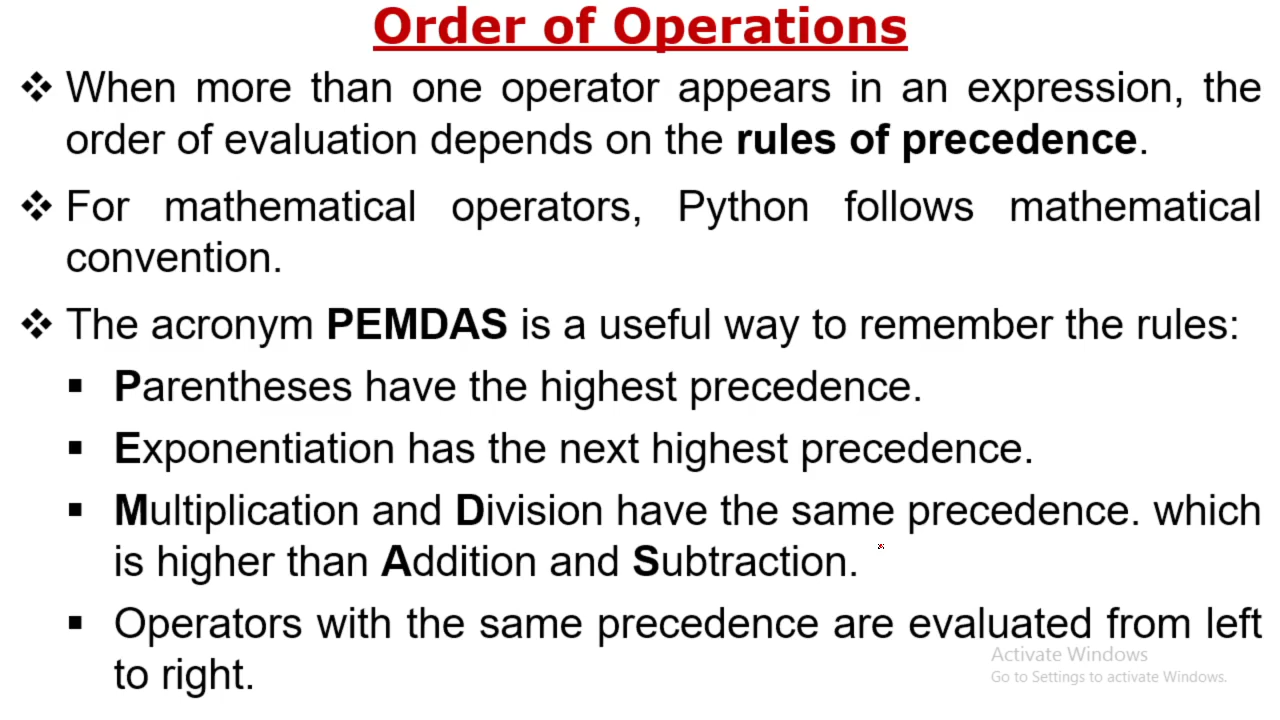 Order of Operations
❖ When more than one operator appears in an expression, the
order of evaluation depends on the rules of precedence.
❖ For mathematical operators, Python follows mathematical
convention.
❖ The acronym PEMDAS is a useful way to remember the rules:
▪ Parentheses have the highest precedence.
▪ Exponentiation has the next highest precedence.
▪ Multiplication and Division have the same precedence. which
is higher than Addition and Subtraction.
▪ Operators with the same precedence are evaluated from left
to right.
Activate Windows
Go to Settings to activate Windows.